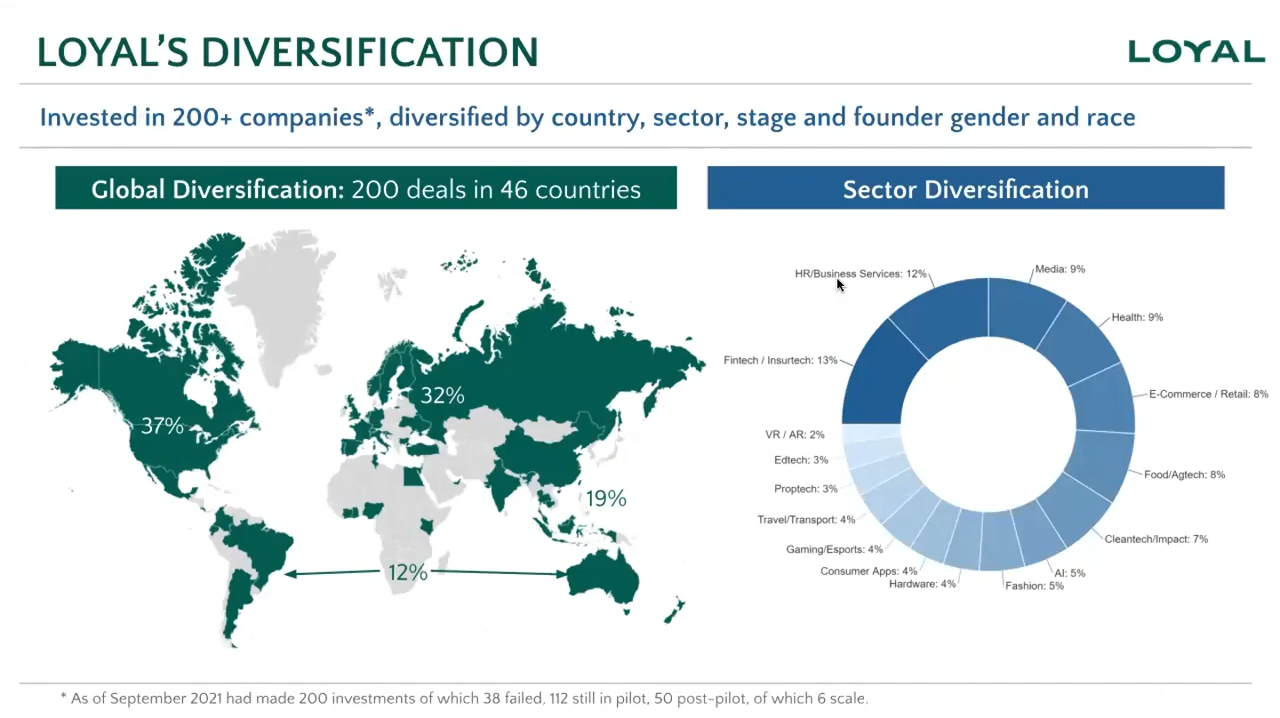 LOYAL'S DIVERSIFICATION
LOYAL
Invested in 200+ companies*, diversified by country, sector, stage and founder gender and race
Global Diversification: 200 deals in 46 countries
Sector Diversification
37%
32%
19%
12%
HR/Business Services: 12%
Media: 9%
Health: 9%
Fintech / Insurtech: 13%
E-Commerce / Retail: 8%
VR / AR: 2%
Edtech: 3%
Food/Agtech: 8%
Proptech: 3%
Travel/Transport: 4%
Cleantech/Impact: 7%
Gaming/Esports: 4%
Consumer Apps: 4%
AI: 5%
Hardware: 4%
Fashion: 5%
* As of September 2021 had made 200 investments of which 38 failed, 112 still in pilot, 50 post-pilot, of which 6 scale.